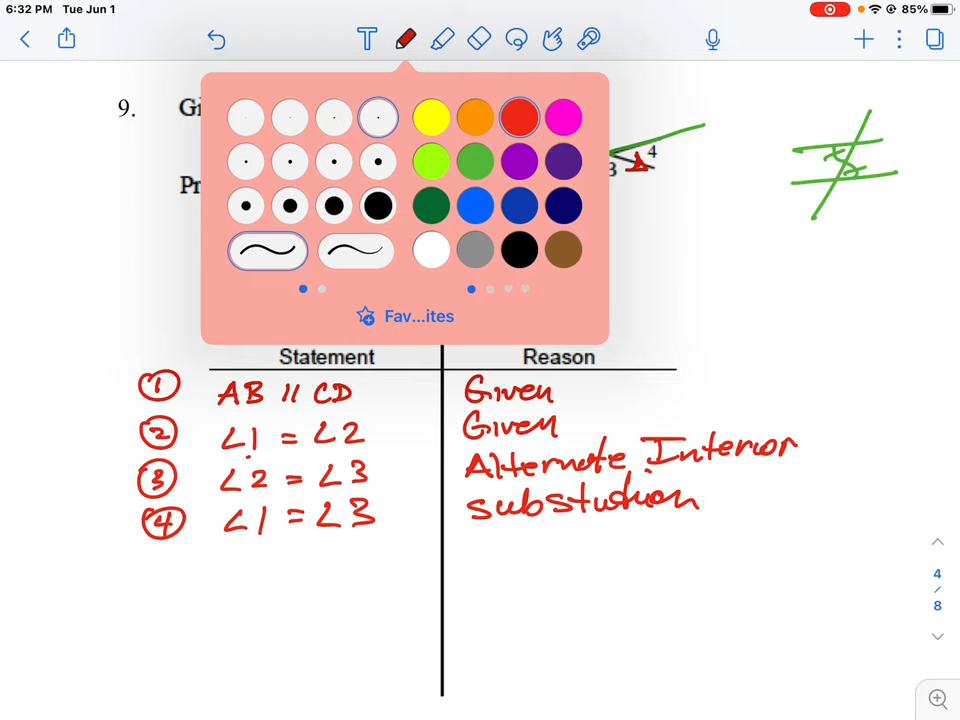 6:32 PM Tue Jun 1
85%
T
9.
Gi
4
3
Pr
Fav...ites
Statement Reason
1 AB || CD Given
2 ∠1 = ∠2 Given
3 ∠2 = ∠3 Alternate Interior
4 ∠1 = ∠3 substution
4
/
8